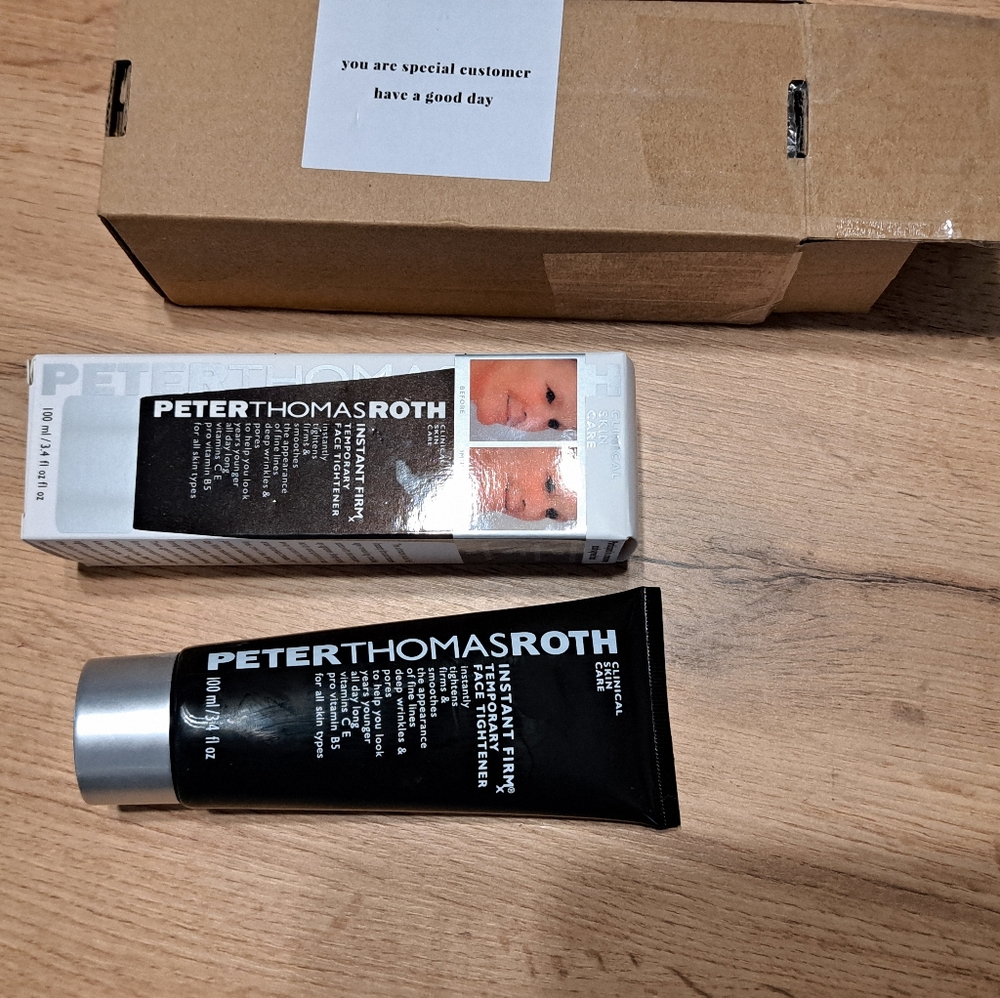 you are special customer
have a good day
PETERTHOMASROTH
PETERTHOMASROTH
CLINICAL
SKIN
CARE
INSTANT FIRMx
TEMPORARY
FACE TIGHTENER
instantly
tightens
firms &
smoothes
the appearance
of fine lines
deep wrinkles &
pores
to help you look
years younger
all day long
vitamins C E
pro vitamin B5
for all skin types
100 ml / 3.4 fl oz fl oz
BEFORE
CLINICAL
SKIN
CARE
PETERTHOMASROTH
CLINICAL
SKIN
CARE
INSTANT FIRMx®
TEMPORARY
FACE TIGHTENER
instantly
tightens
firms &
smoothes
the appearance
of fine lines
deep wrinkles &
pores
to help you look
years younger
all day long
vitamins C E
pro vitamin B5
for all skin types
100 ml / 3.4 fl oz